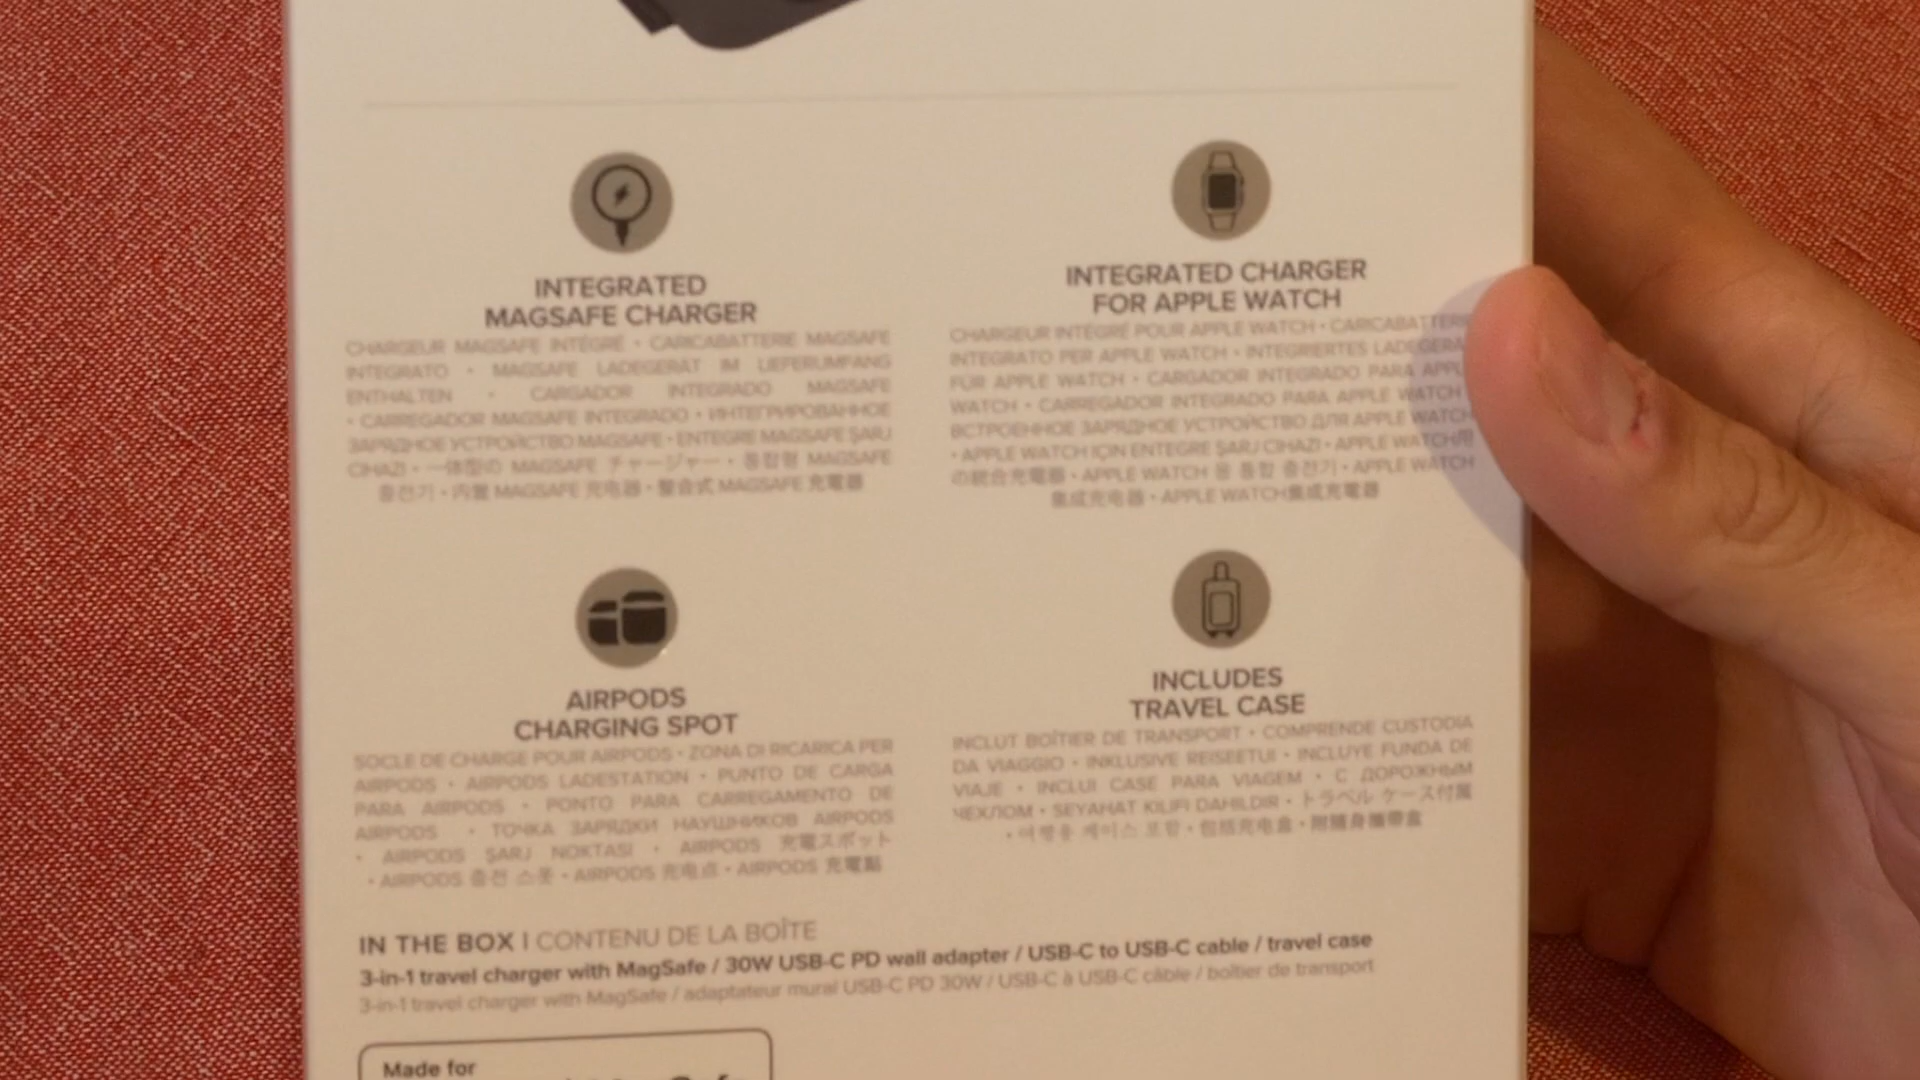 INTEGRATED
MAGSAFE CHARGER
CHARGEUR MAGSAFE INTÉGRÉ • CARICABATTERIE MAGSAFE
INTEGRATO • MAGSAFE LADEGERÄT IM LIEFERUMFANG
ENTHALTEN • CARGADOR INTEGRADO MAGSAFE
• CARREGADOR MAGSAFE INTEGRADO • ИНТЕГРИРОВАННОЕ
ЗАРЯДНОЕ УСТРОЙСТВО MAGSAFE • ENTEGRE MAGSAFE ŞARJ
CIHAZI • 一体型の MAGSAFE チャージャー • 통합형 MAGSAFE
충전기 • 内置 MAGSAFE 充电器 • 整合式 MAGSAFE 充電器
INTEGRATED CHARGER
FOR APPLE WATCH
CHARGEUR INTÉGRÉ POUR APPLE WATCH •
INTEGRATO PER APPLE WATCH • INTEGRIERTES
FÜR APPLE WATCH • CARGADOR INTEGRADO PARA
WATCH • CARREGADOR INTEGRADO PARA APPLE WATCH
ВСТРОЕННОЕ ЗАРЯДНОЕ УСТРОЙСТВО ДЛЯ APPLE WATCH
• APPLE WATCH IÇIN ENTEGRE ŞARJ CIHAZI • APPLE WATCH用
の統合充電器 • APPLE WATCH 용 통합 충전기 • APPLE WATCH
集成充电器 • APPLE WATCH集成充電器
AIRPODS
CHARGING SPOT
SOCLE DE CHARGE POUR AIRPODS • ZONA DI RICARICA PER
AIRPODS • AIRPODS LADESTATION • PUNTO DE CARGA
PARA AIRPODS • PONTO PARA CARREGAMENTO DE
AIRPODS • ТОЧКА ЗАРЯДКИ НАУШНИКОВ AIRPODS
• AIRPODS ŞARJ NOKTASI • AIRPODS 充電スポット
• AIRPODS 충전 스폿 • AIRPODS 充电点 • AIRPODS 充電點
INCLUDES
TRAVEL CASE
INCLUT BOÎTIER DE TRANSPORT • COMPRENDE CUSTODIA
DA VIAGGIO • INKLUSIVE REISEETUI • INCLUYE FUNDA DE
VIAJE • INCLUI CASE PARA VIAGEM • С ДОРОЖНЫМ
ЧЕХЛОМ • SEYAHAT KILIFI DAHILDIR • トラベル ケース付属
• 여행용 케이스 포함 • 包括充电盒 • 附隨身攜帶盒
IN THE BOX | CONTENU DE LA BOÎTE
3-in-1 travel charger with MagSafe / 30W USB-C PD wall adapter / USB-C to USB-C cable / travel case
3-in-1 travel charger with MagSafe / adaptateur mural USB-C PD 30W / USB-C à USB-C câble / boîtier de transport
Made for